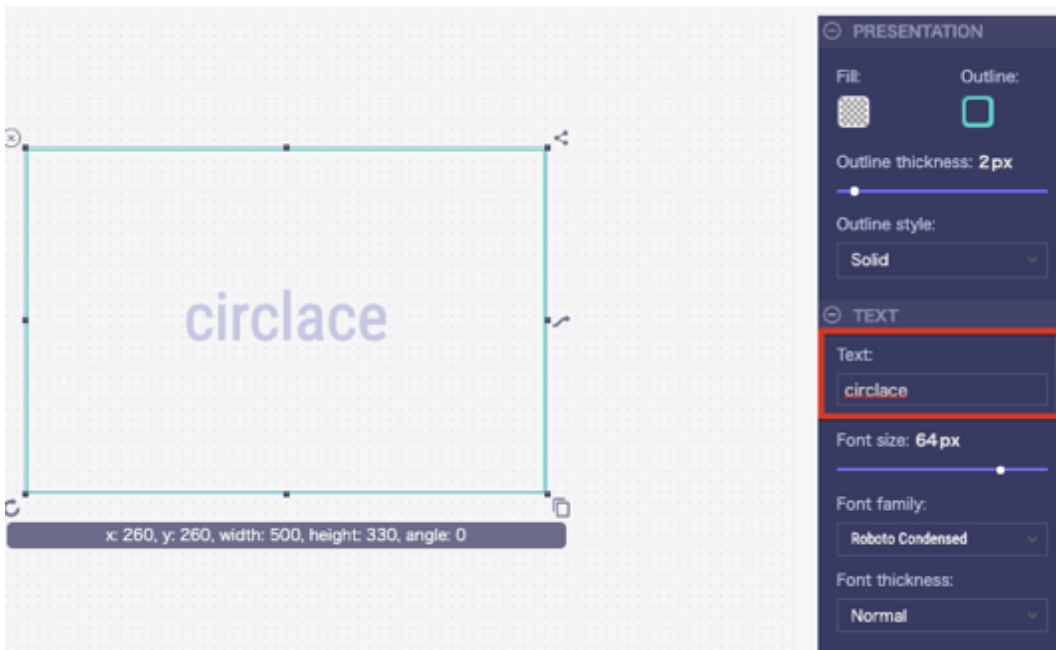 circlace
x: 260, y: 260, width: 500, height: 330, angle: 0
PRESENTATION
Fill: Outline:
Outline thickness: 2px
Outline style:
Solid
TEXT
Text:
circlace
Font size: 64px
Font family:
Roboto Condensed
Font thickness:
Normal